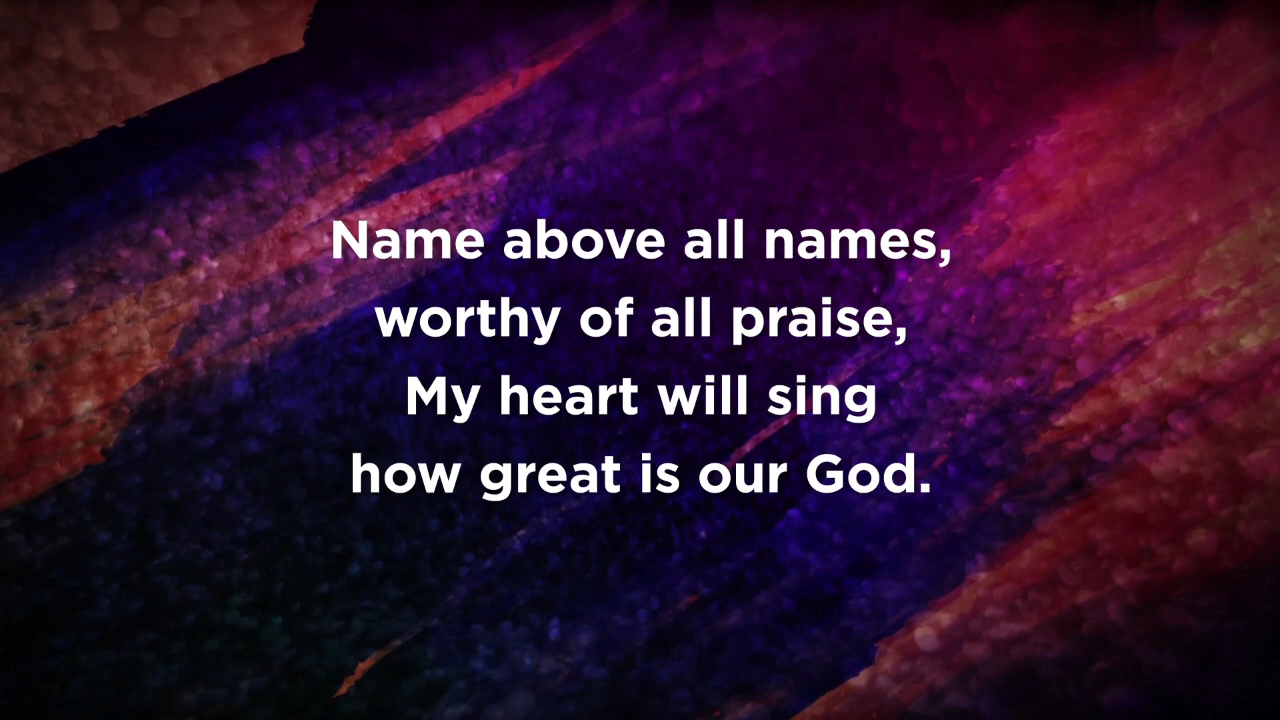 Name above all names,
worthy of all praise,
My heart will sing
how great is our God.